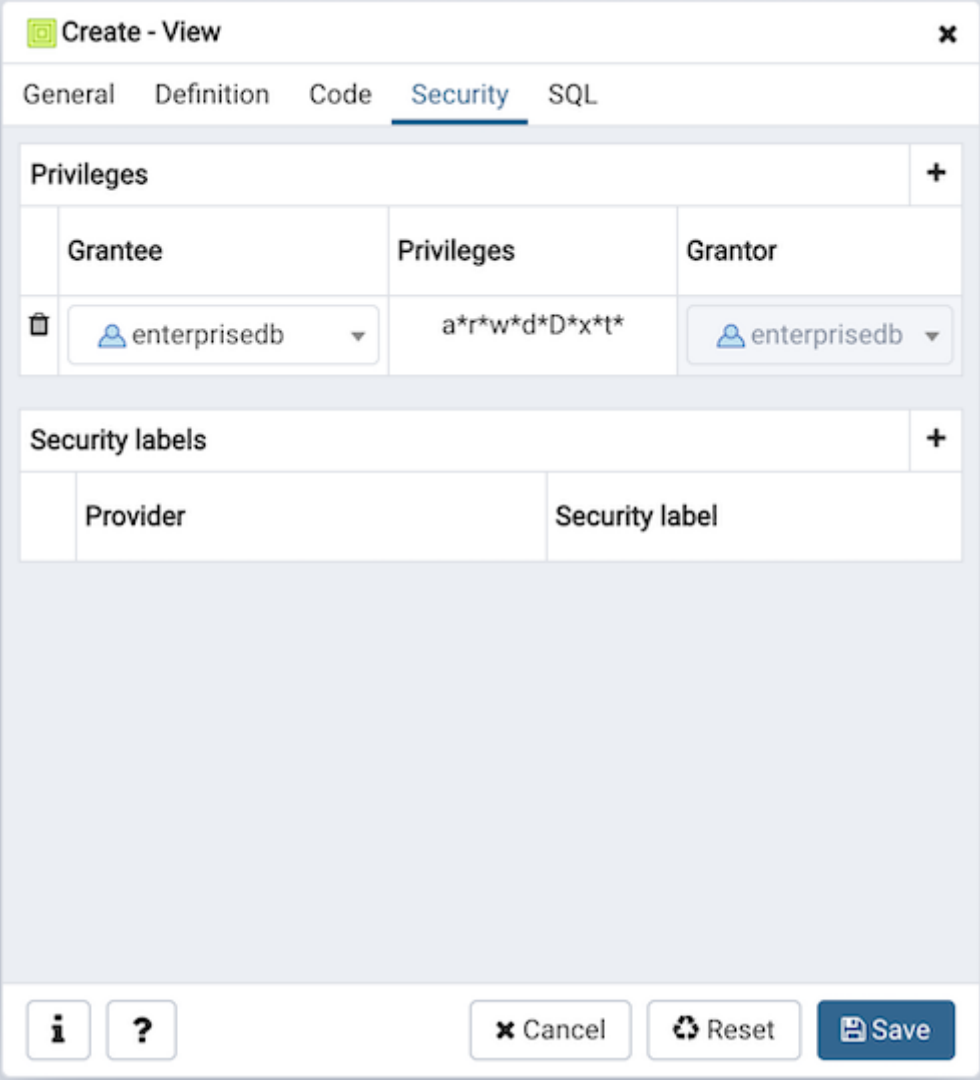 Create - View
General Definition Code Security SQL
Privileges
Grantee Privileges Grantor
enterprisedb a*r*w*d*D*x*t* enterprisedb
Security labels
Provider Security label
i ? Cancel Reset Save